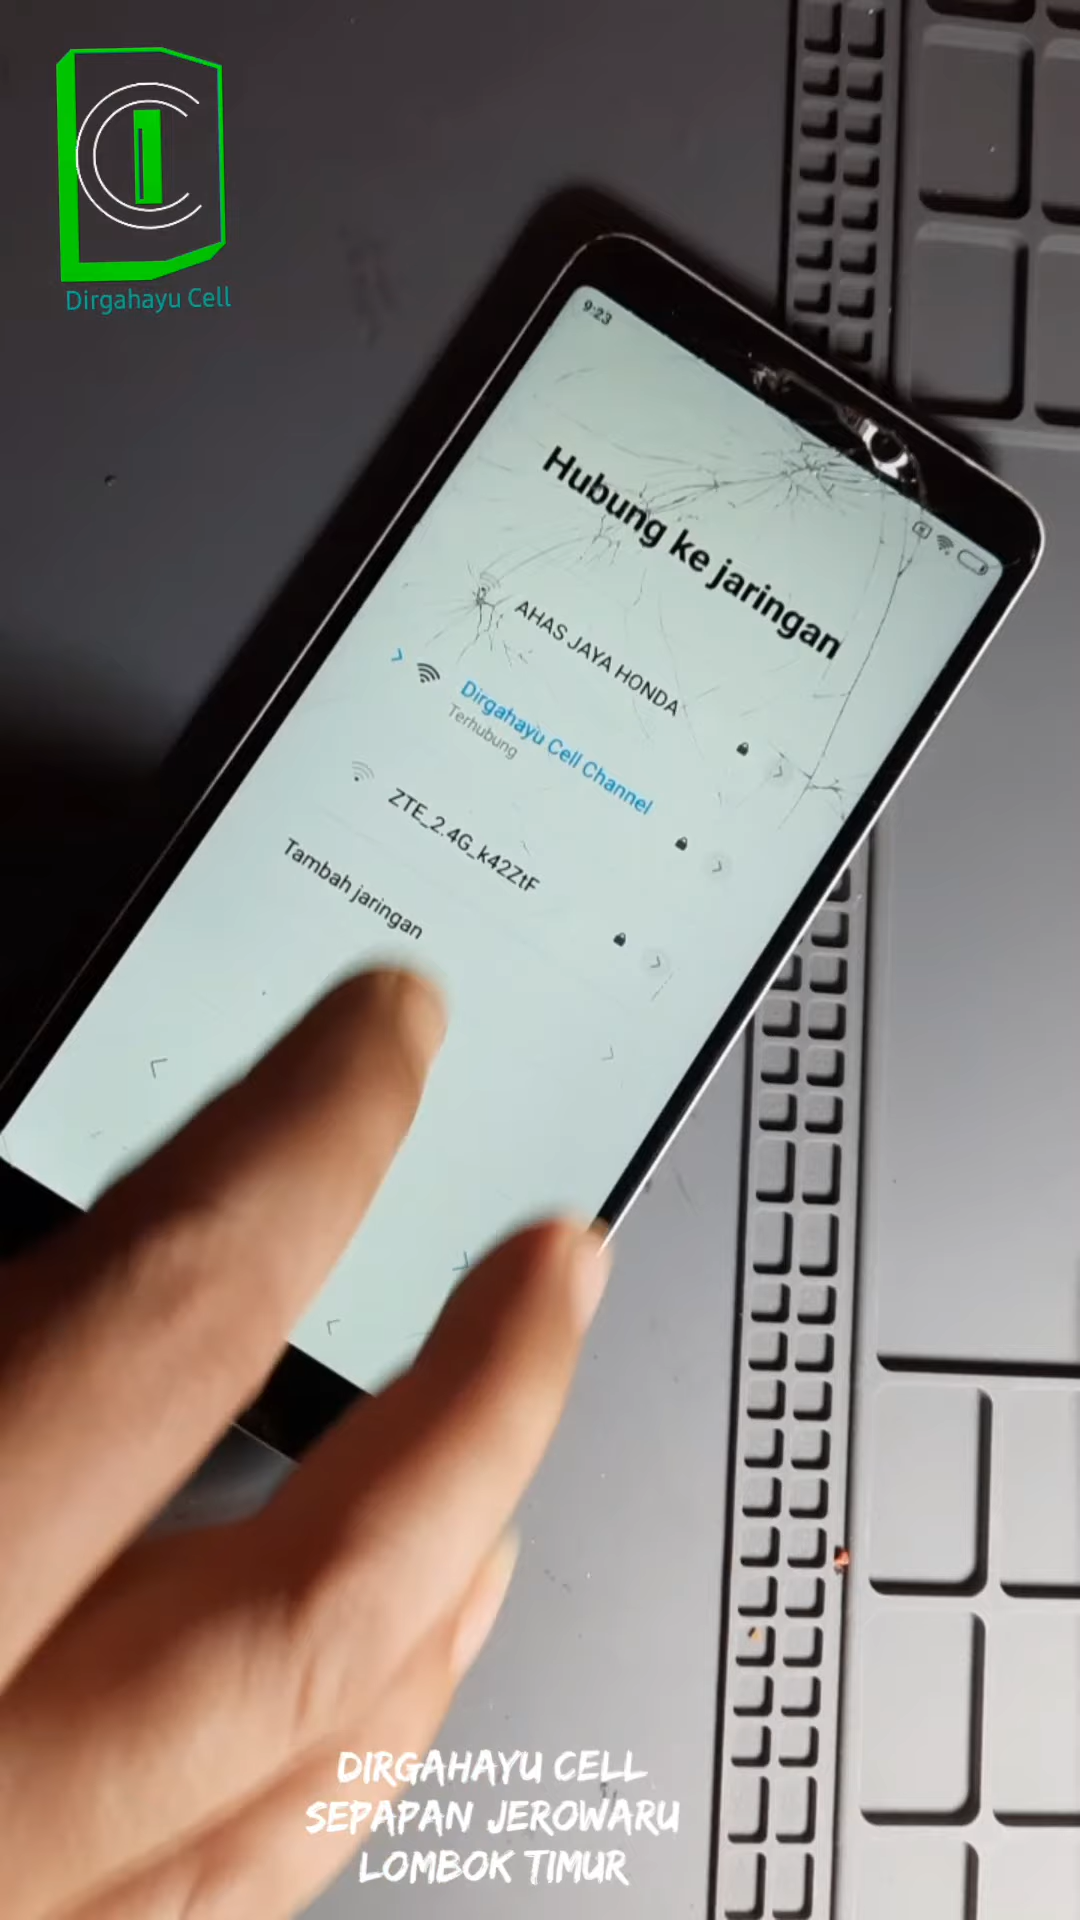 Dirgahayu Cell
9:23
Hubung ke jaringan
AHAS JAYA HONDA
Dirgahayu Cell Channel
Terhubung
ZTE_2.4G_k42ZtF
Tambah jaringan
DIRGAHAYU CELL
SEPAPAN JEROWARU
LOMBOK TIMUR